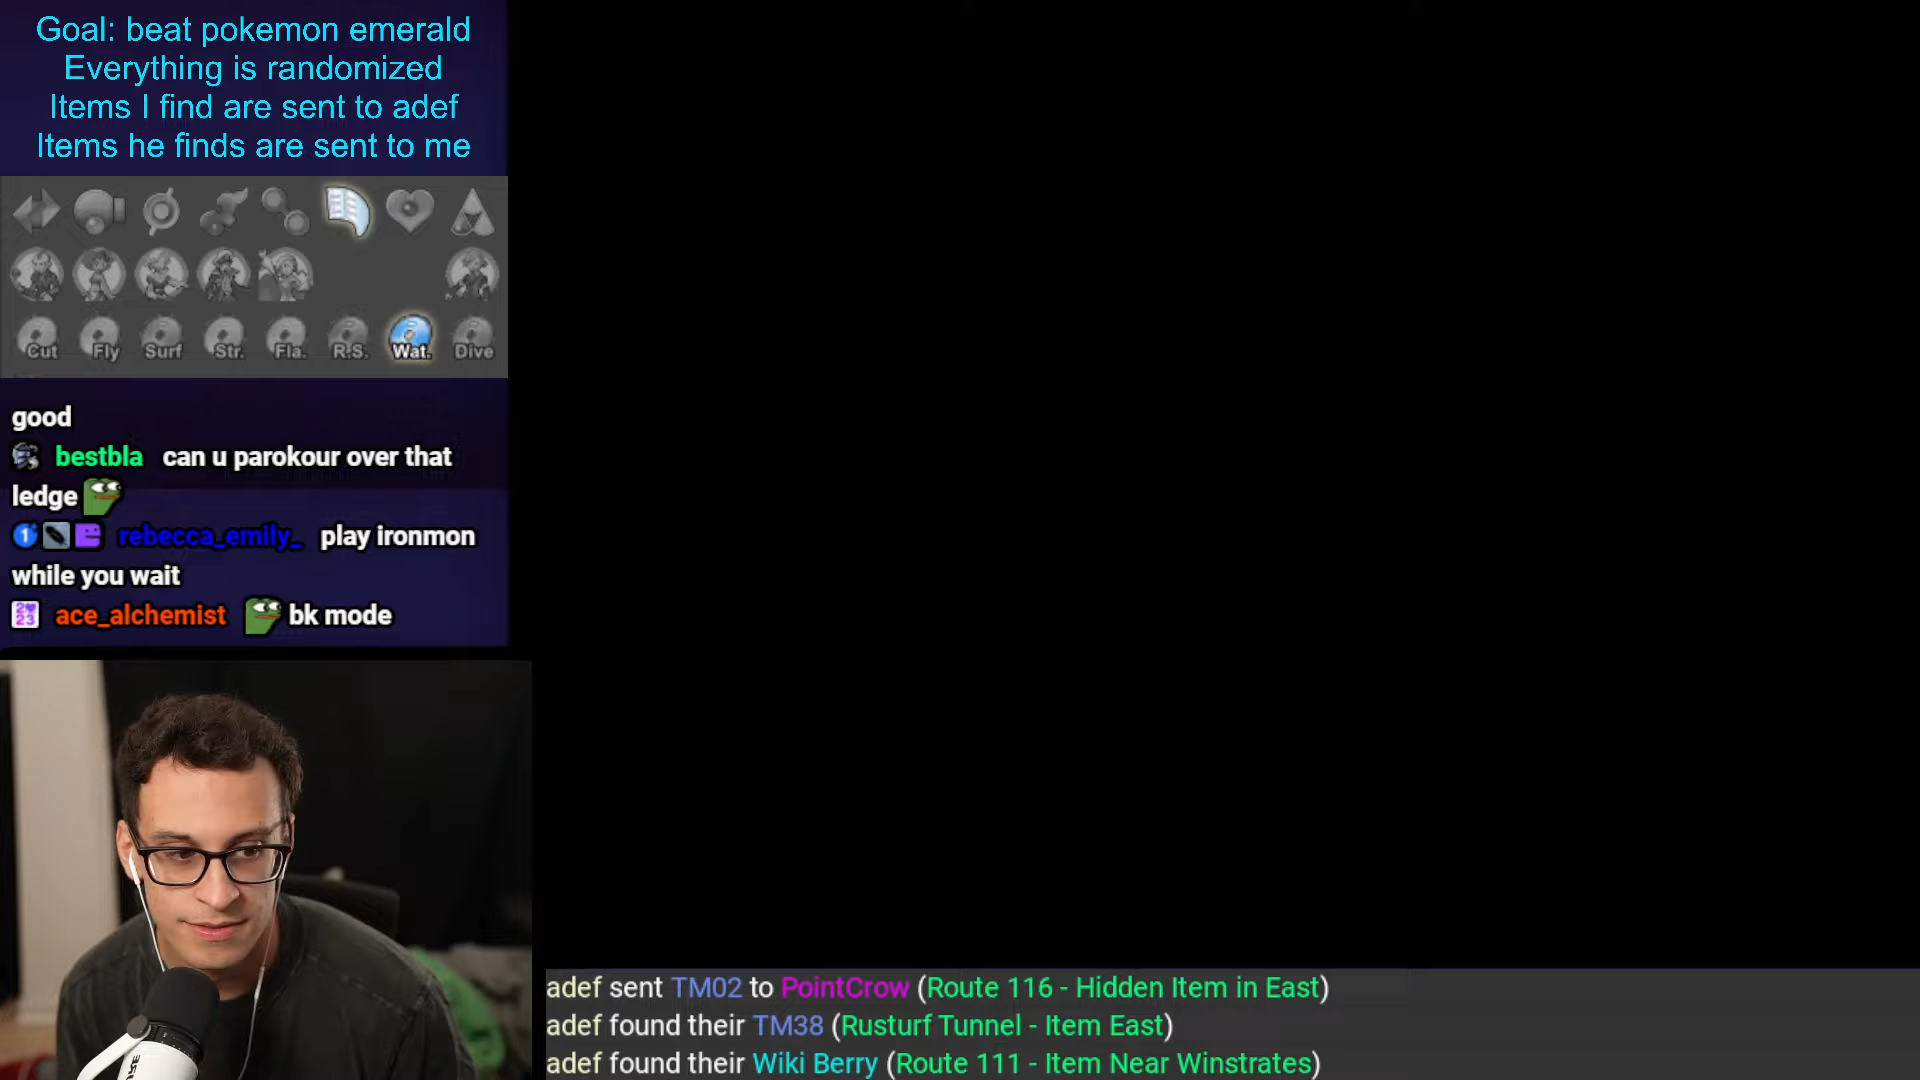 Goal: beat pokemon emerald
Everything is randomized
Items I find are sent to adef
Items he finds are sent to me
Cut Fly Surf Str. Fla. R.S. Wat. Dive
good
bestbla can u parokour over that
ledge
rebecca_emily_ play ironmon
while you wait
ace_alchemist bk mode
adef sent TM02 to PointCrow (Route 116 - Hidden Item in East)
adef found their TM38 (Rusturf Tunnel - Item East)
adef found their Wiki Berry (Route 111 - Item Near Winstrates)